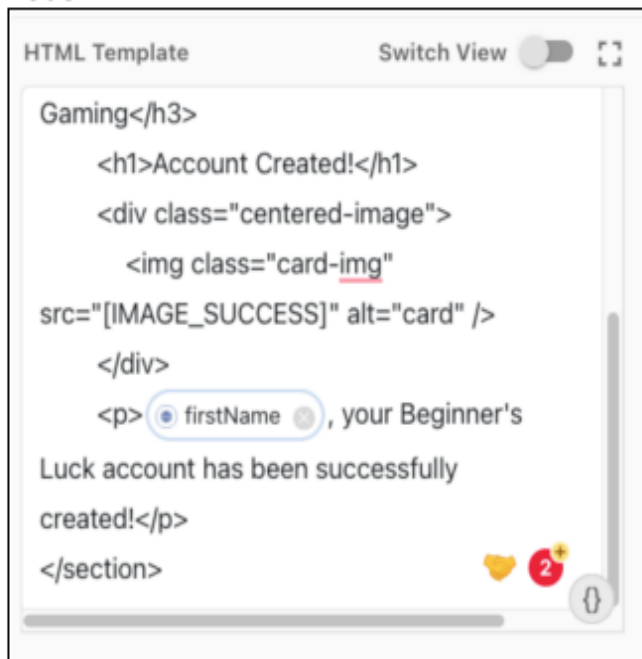 HTML Template Switch View
Gaming</h3>
<h1>Account Created!</h1>
<div class="centered-image">
<img class="card-img"
src="[IMAGE_SUCCESS]" alt="card" />
</div>
<p> firstName , your Beginner's
Luck account has been successfully
created!</p>
</section>
2
{}